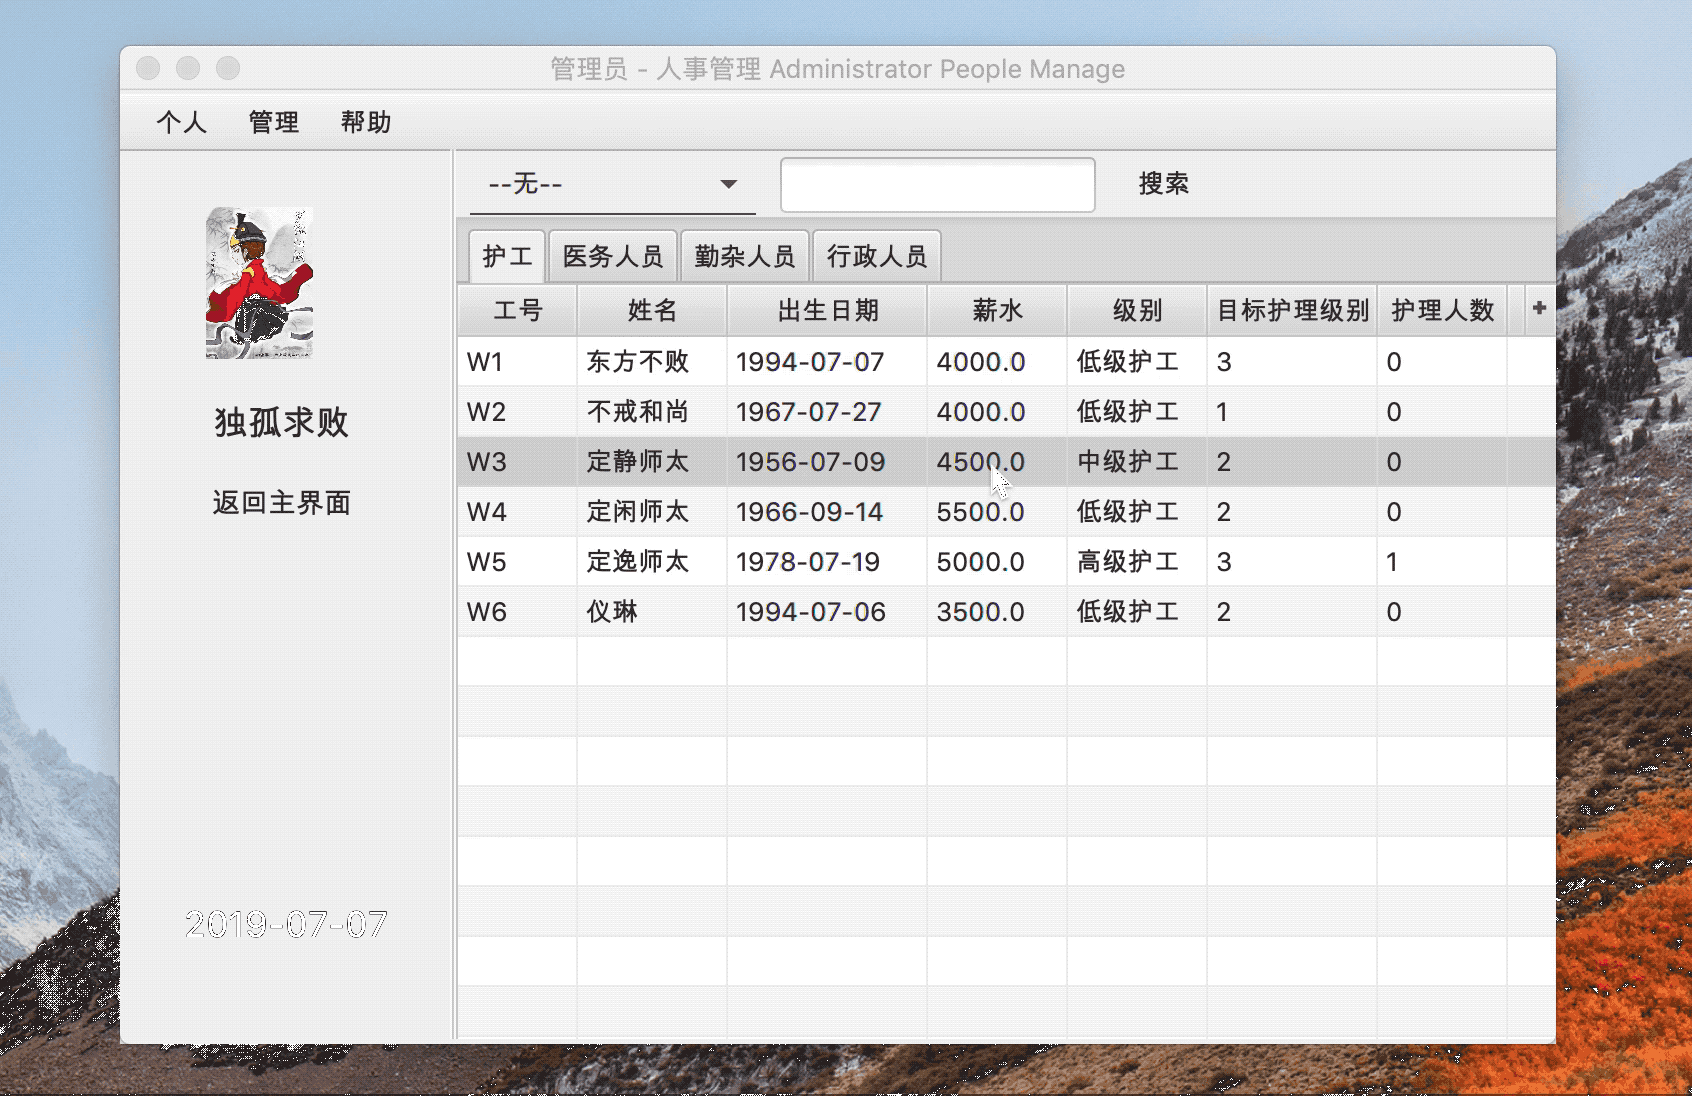 管理员 - 人事管理 Administrator People Manage
个人 管理 帮助
--无-- 搜索
独孤求败
返回主界面
2019-07-07
护工 医务人员 勤杂人员 行政人员
工号 姓名 出生日期 薪水 级别 目标护理级别 护理人数 +
W1 东方不败 1994-07-07 4000.0 低级护工 3 0
W2 不戒和尚 1967-07-27 4000.0 低级护工 1 0
W3 定静师太 1956-07-09 4500.0 中级护工 2 0
W4 定闲师太 1966-09-14 5500.0 低级护工 2 0
W5 定逸师太 1978-07-19 5000.0 高级护工 3 1
W6 仪琳 1994-07-06 3500.0 低级护工 2 0